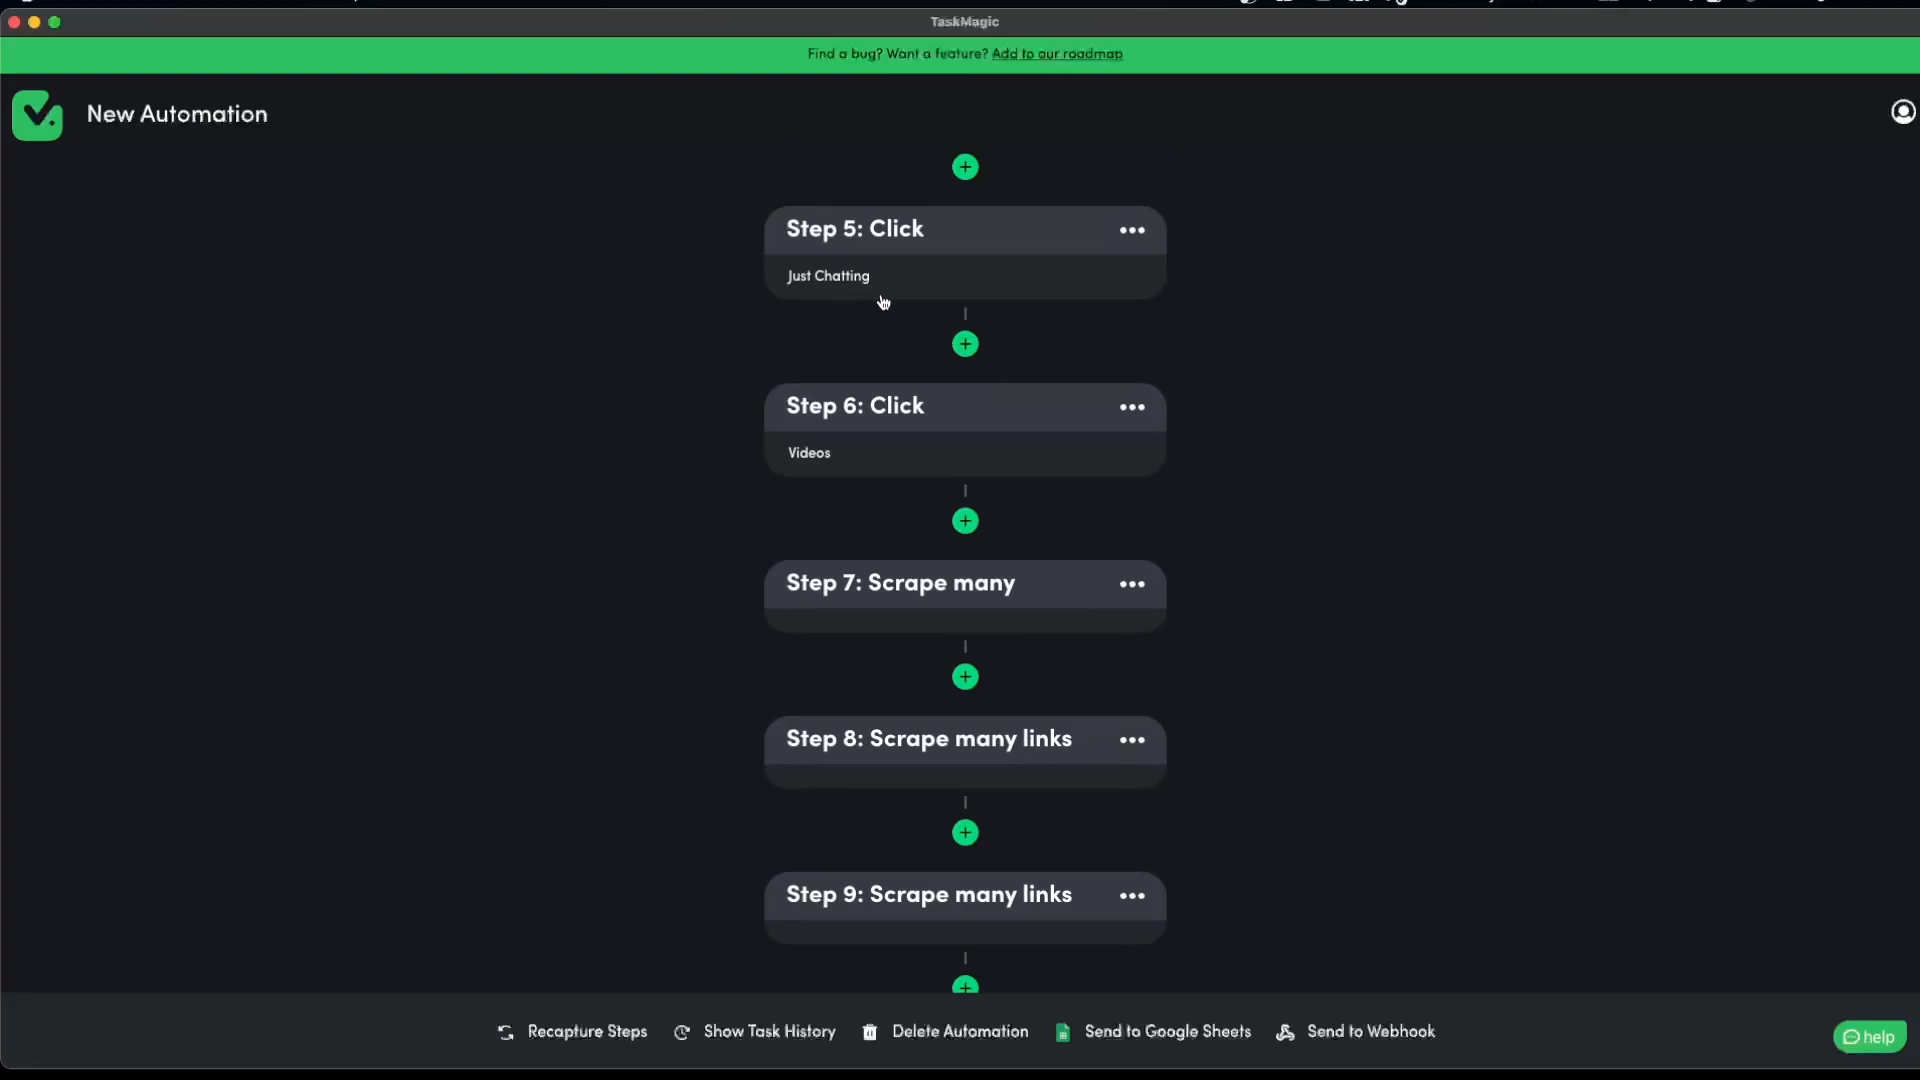 TaskMagic
Find a bug? Want a feature? Add to our roadmap
New Automation
Step 5: Click
Just Chatting
Step 6: Click
Videos
Step 7: Scrape many
Step 8: Scrape many links
Step 9: Scrape many links
Recapture Steps Show Task History Delete Automation Send to Google Sheets Send to Webhook
help